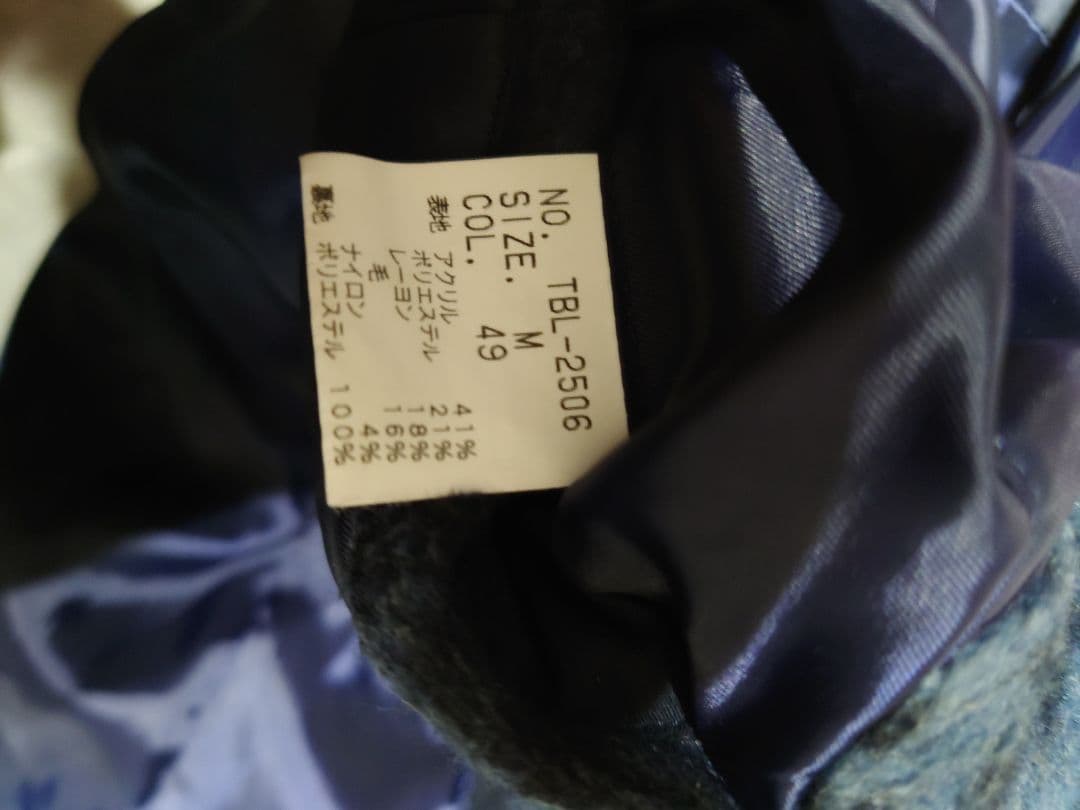 NO. TBL-2506
SIZE. M
COL. 49
表地 アクリル 41%
ポリエステル 21%
レーヨン 18%
毛 16%
ナイロン 4%
裏地 ポリエステル 100%